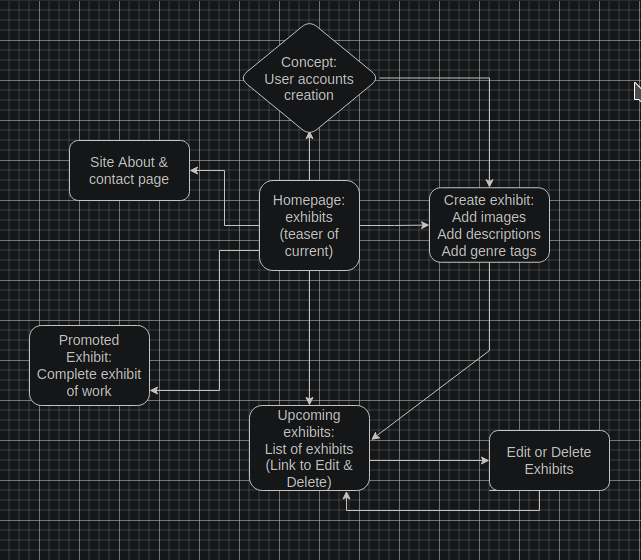 Concept:
User accounts
creation
Site About &
contact page
Homepage:
exhibits
(teaser of
current)
Create exhibit:
Add images
Add descriptions
Add genre tags
Promoted
Exhibit:
Complete exhibit
of work
Upcoming
exhibits:
List of exhibits
(Link to Edit &
Delete)
Edit or Delete
Exhibits